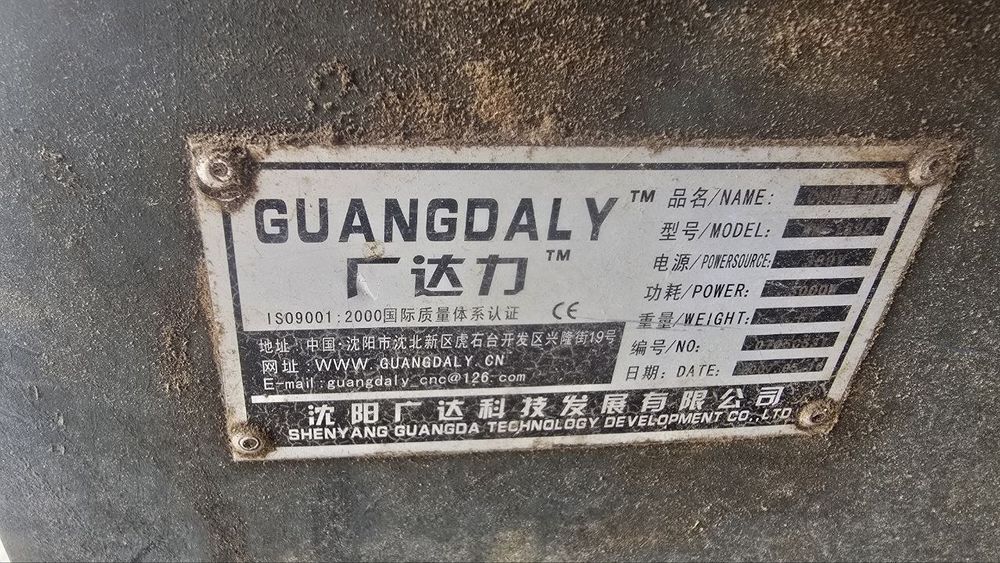 GUANGDALY™
广达力™
ISO9001:2000国际质量体系认证 CE
地址:中国·沈阳市沈北新区虎石台开发区兴隆街19号
网址:WWW.GUANGDALY.CN
E-mail:guangdaly_cnc@126.com
品名/NAME:
型号/MODEL:
电源/POWERSOURCE:
功耗/POWER:
重量/WEIGHT:
编号/NO:
日期:DATE:
沈阳广达科技发展有限公司
SHENYANG GUANGDA TECHNOLOGY DEVELOPMENT CO.,LTD